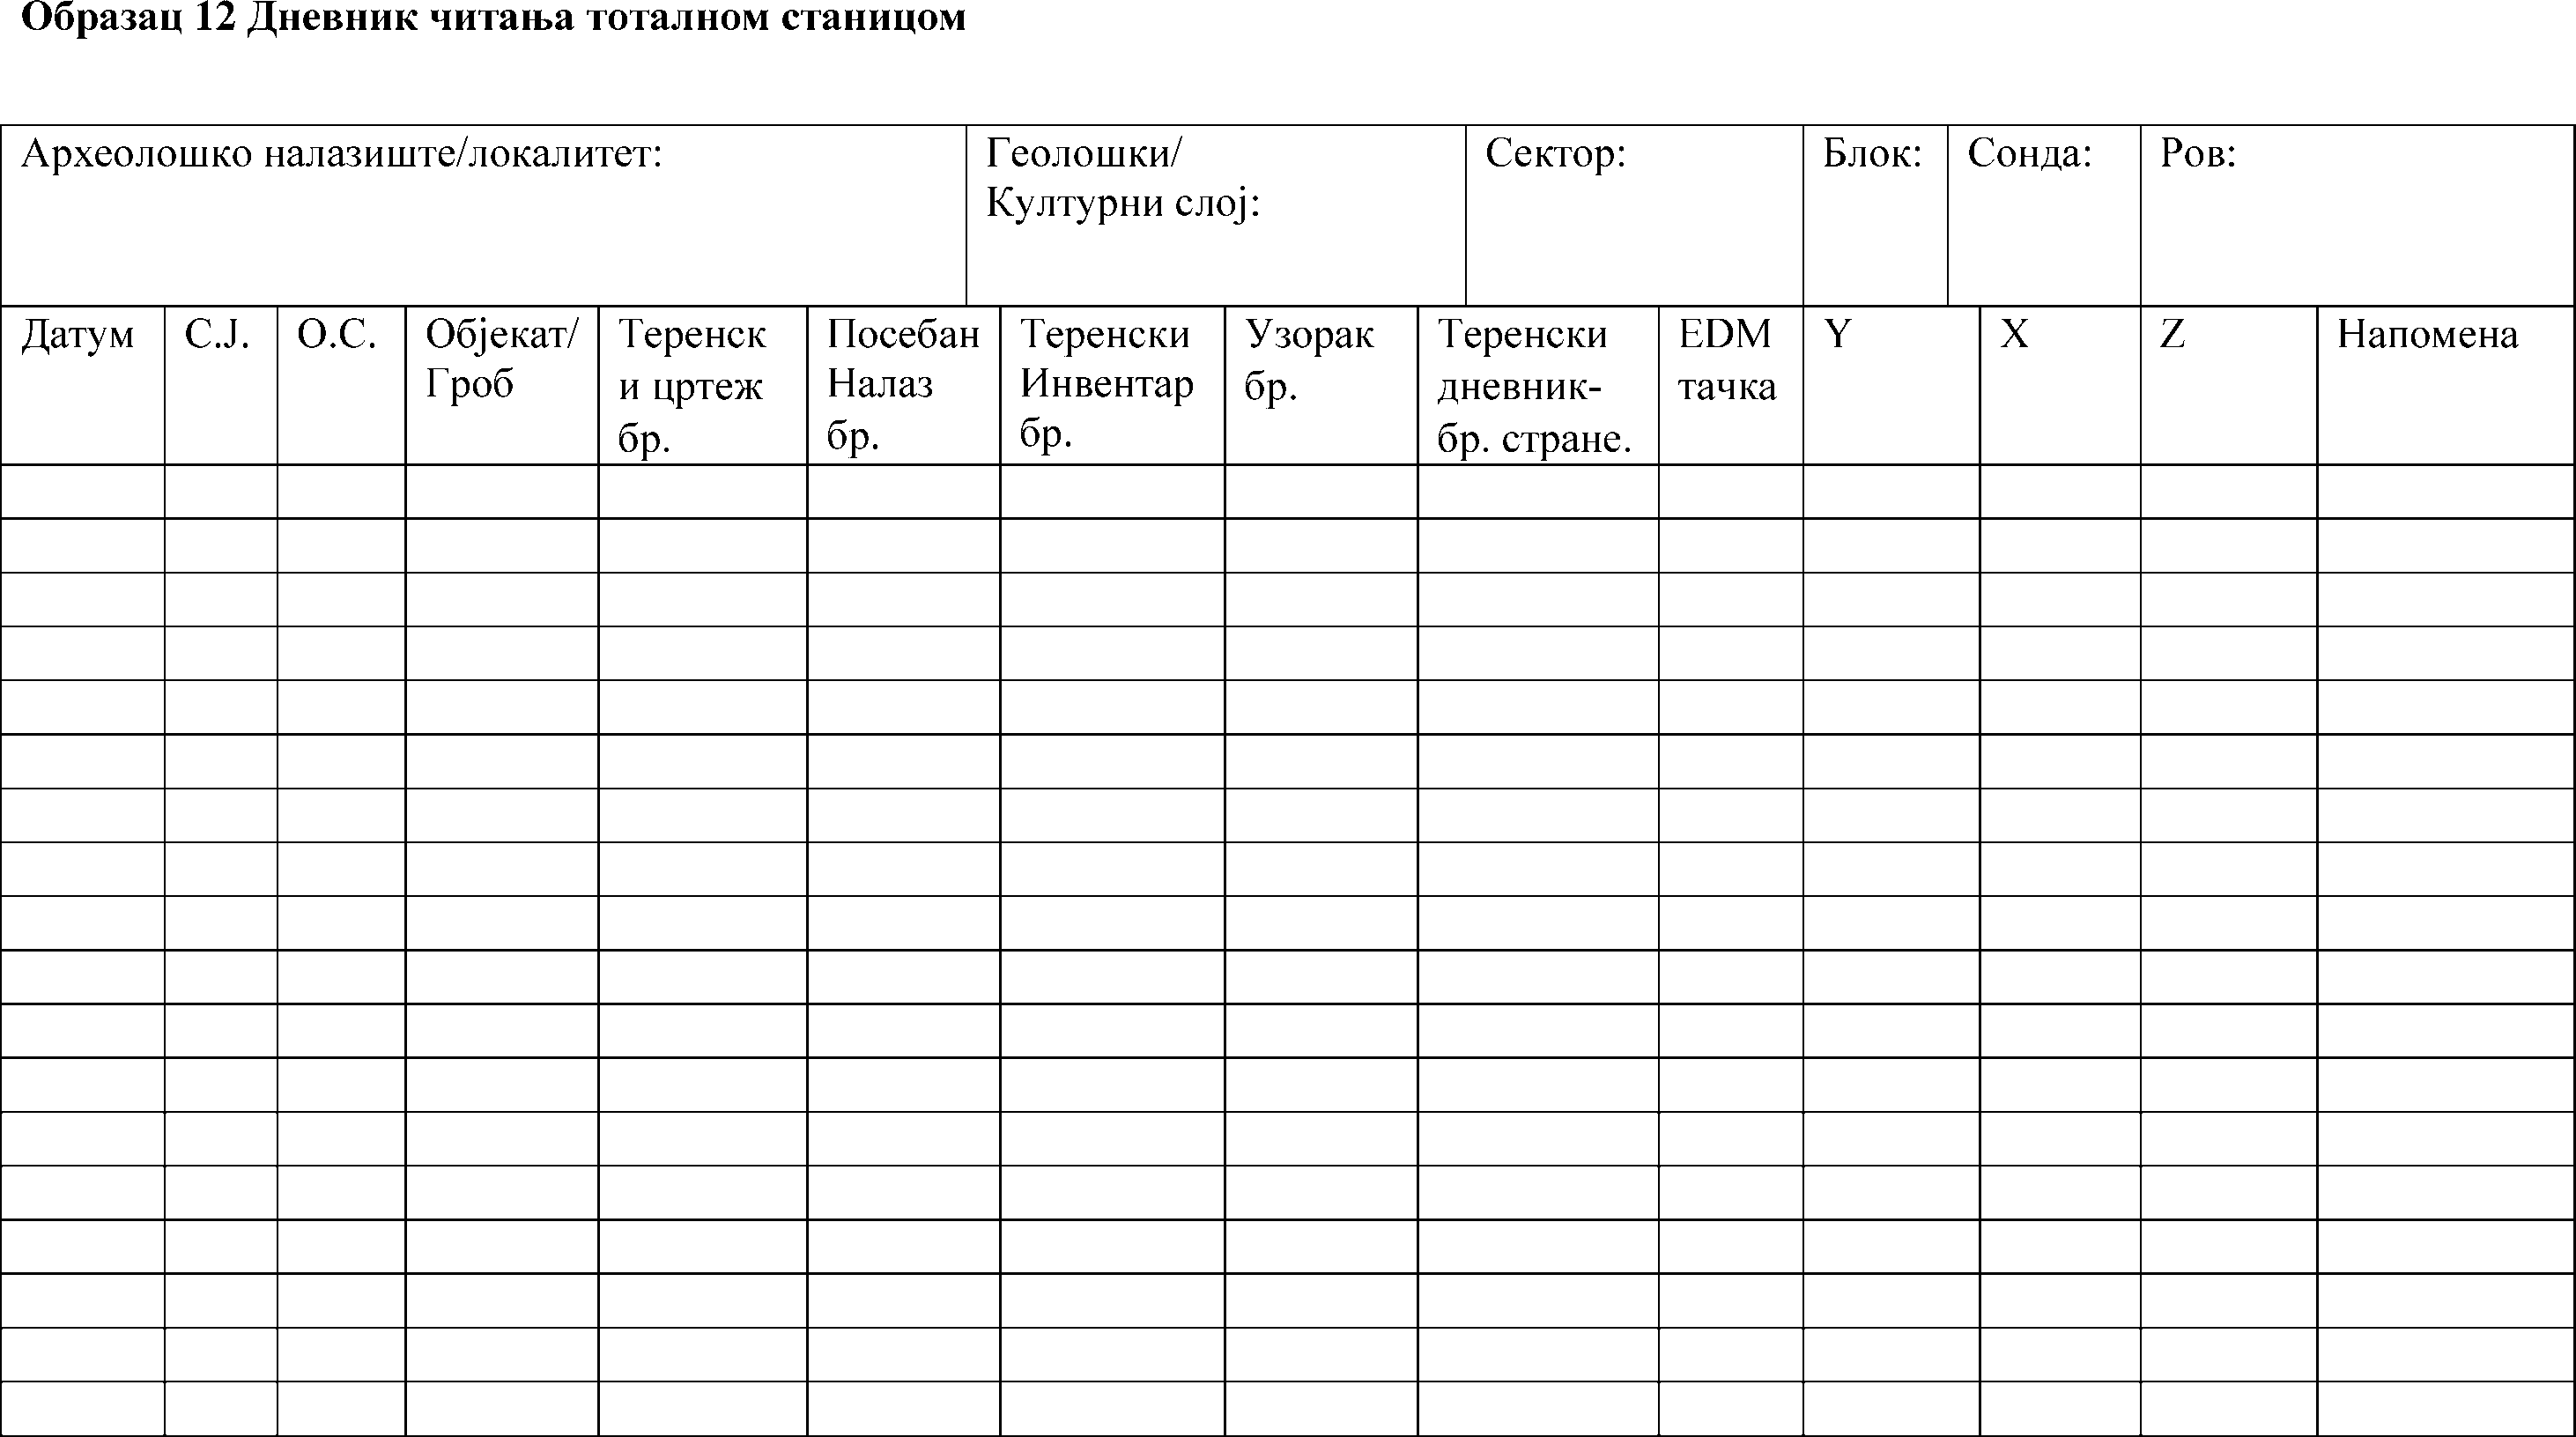 Образац 12 Дневник читања тоталном станицом
Археолошко налазиште/локалитет:
Геолошки/
Културни слој:
Сектор:
Блок:
Сонда:
Ров:
Датум
С.Ј.
О.С.
Објекат/
Гроб
Теренск
и цртеж
бр.
Посебан
Налаз
бр.
Теренски
Инвентар
бр.
Узорак
бр.
Теренски
дневник-
бр. стране.
EDM
тачка
Y
X
Z
Напомена